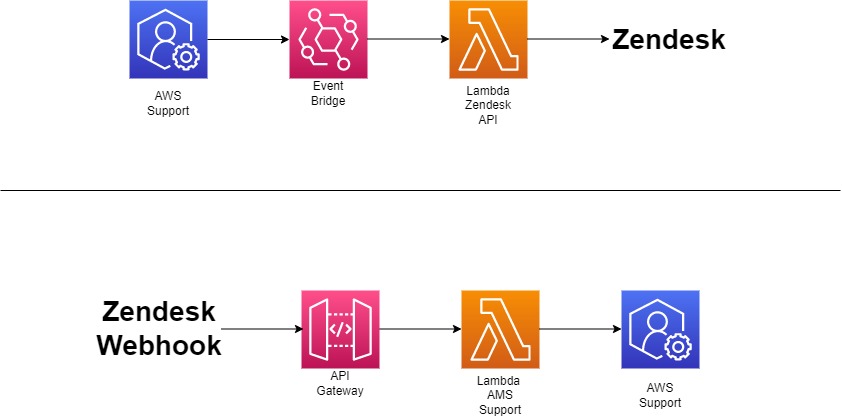 AWS
Support
Event
Bridge
Lambda
Zendesk
API
Zendesk
Zendesk
Webhook
</>
API
Gateway
Lambda
AMS
Support
AWS
Support